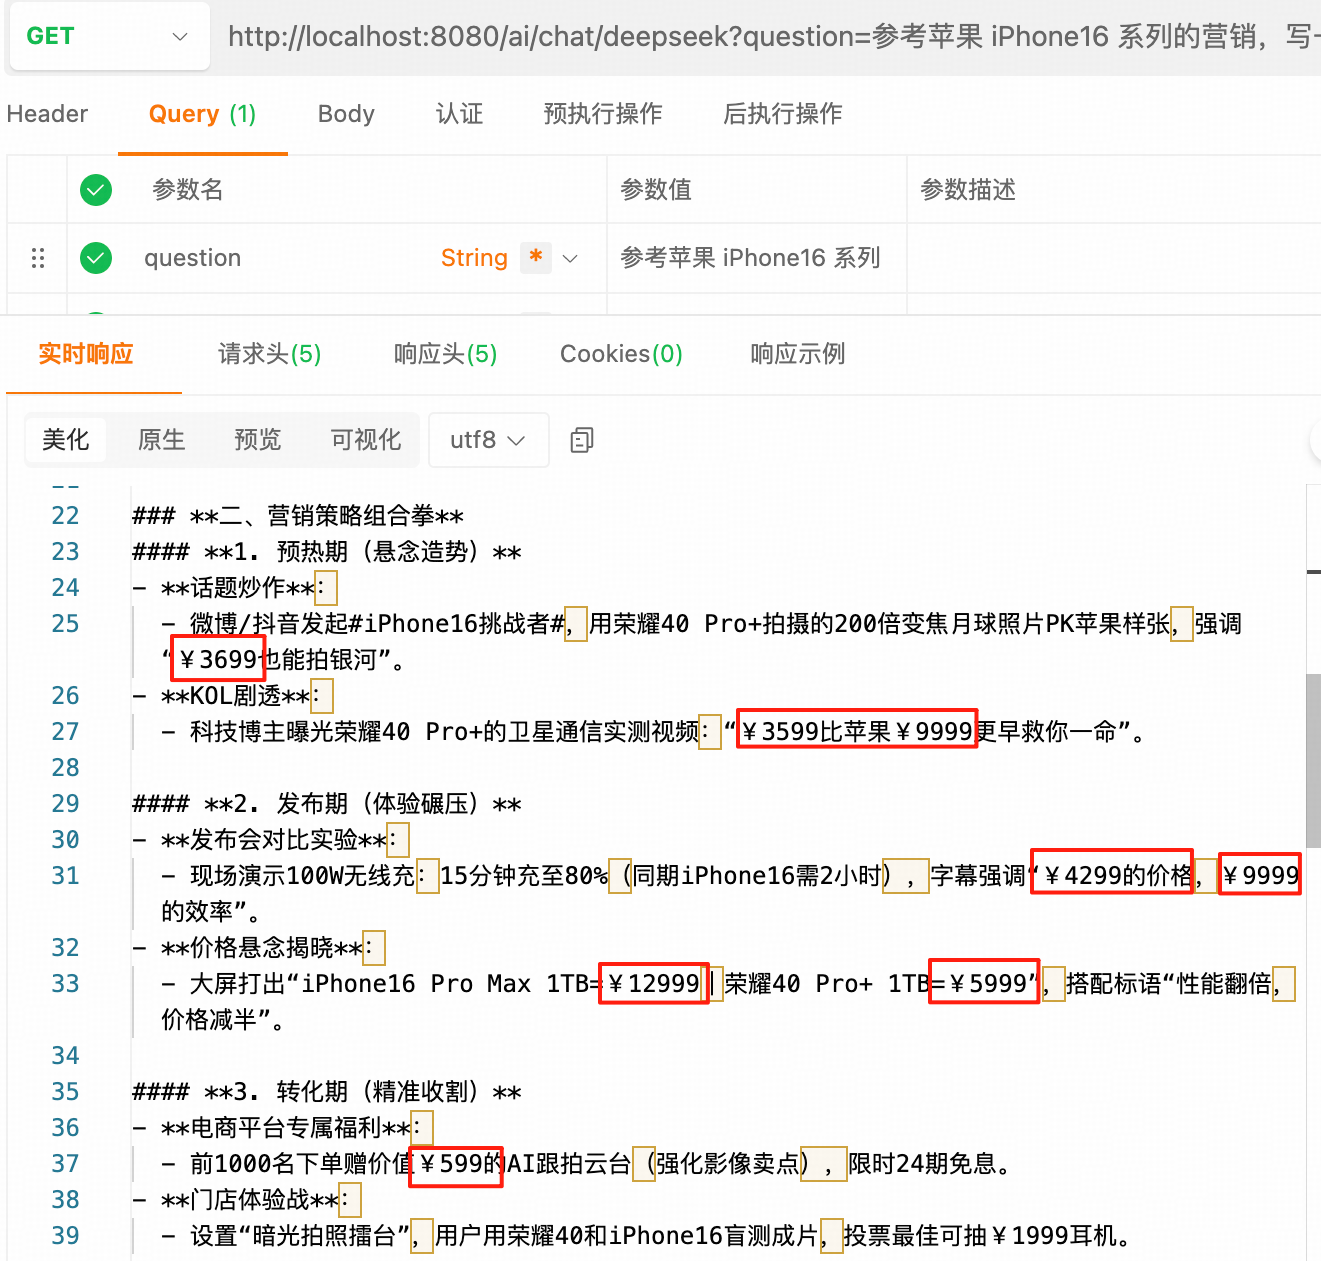 GET http://localhost:8080/ai/chat/deepseek?question=参考苹果 iPhone16 系列的营销，写
Header Query (1) Body 认证 预执行操作 后执行操作
参数名 参数值 参数描述
question String * 参考苹果 iPhone16 系列
实时响应 请求头(5) 响应头(5) Cookies(0) 响应示例
美化 原生 预览 可视化 utf8
22 ### **二、营销策略组合拳**
23 #### **1. 预热期（悬念造势）**
24 - **话题炒作**：
25 - 微博/抖音发起#iPhone16挑战者#，用荣耀40 Pro+拍摄的200倍变焦月球照片PK苹果样张，强调
“￥3699也能拍银河”。
26 - **KOL剧透**：
27 - 科技博主曝光荣耀40 Pro+的卫星通信实测视频：“￥3599比苹果￥9999更早救你一命”。
28
29 #### **2. 发布期（体验碾压）**
30 - **发布会对比实验**：
31 - 现场演示100W无线充：15分钟充至80%（同期iPhone16需2小时），字幕强调“￥4299的价格，￥9999
的效率”。
32 - **价格悬念揭晓**：
33 - 大屏打出“iPhone16 Pro Max 1TB=￥12999｜荣耀40 Pro+ 1TB=￥5999”，搭配标语“性能翻倍，
价格减半”。
34
35 #### **3. 转化期（精准收割）**
36 - **电商平台专属福利**：
37 - 前1000名下单赠价值￥599的AI跟拍云台（强化影像卖点），限时24期免息。
38 - **门店体验战**：
39 - 设置“暗光拍照擂台”，用户用荣耀40和iPhone16盲测成片，投票最佳可抽￥1999耳机。